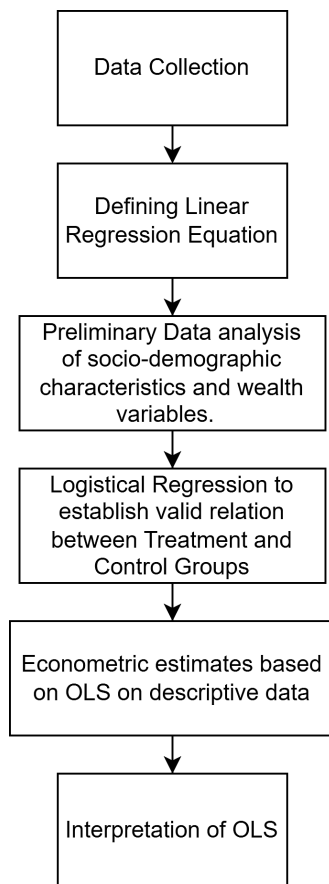 Data Collection
Defining Linear
Regression Equation
Preliminary Data analysis
of socio-demographic
characteristics and wealth
variables.
Logistical Regression to
establish valid relation
between Treatment and
Control Groups
Econometric estimates based
on OLS on descriptive data
Interpretation of OLS